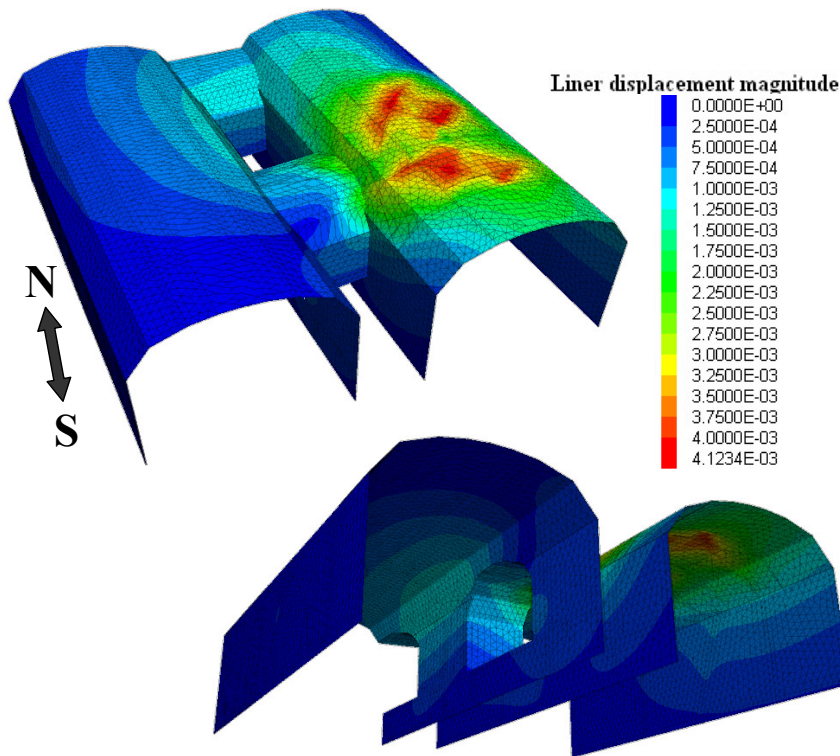 Liner displacement magnitude
0.0000E+00
2.5000E-04
5.0000E-04
7.5000E-04
1.0000E-03
1.2500E-03
1.5000E-03
1.7500E-03
2.0000E-03
2.2500E-03
2.5000E-03
2.7500E-03
3.0000E-03
3.2500E-03
3.5000E-03
3.7500E-03
4.0000E-03
4.1234E-03
N
S